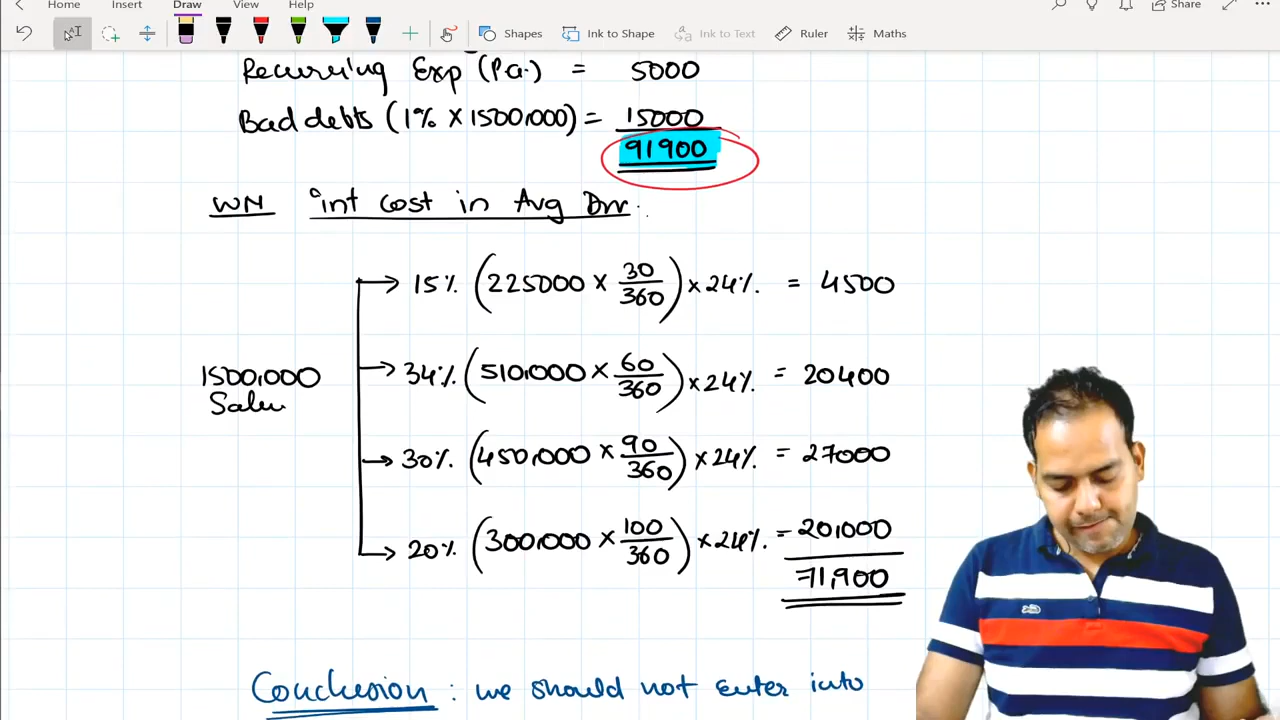 Home Insert Draw View Help Share
Shapes Ink to Shape Ink to Text Ruler Maths
Recurring Exp (P.a.) = 5000
Bad debts (1% × 1500,000) = 15000
91900
WN int cost in Avg Drr.
15% (225000 × 30/360) × 24% = 4500
34% (510,000 × 60/360) × 24% = 20400
1500,000
Sales
30% (450,000 × 90/360) × 24% = 27000
20% (300,000 × 100/360) × 24% = 20,000
71,900
Conclusion : we should not enter into